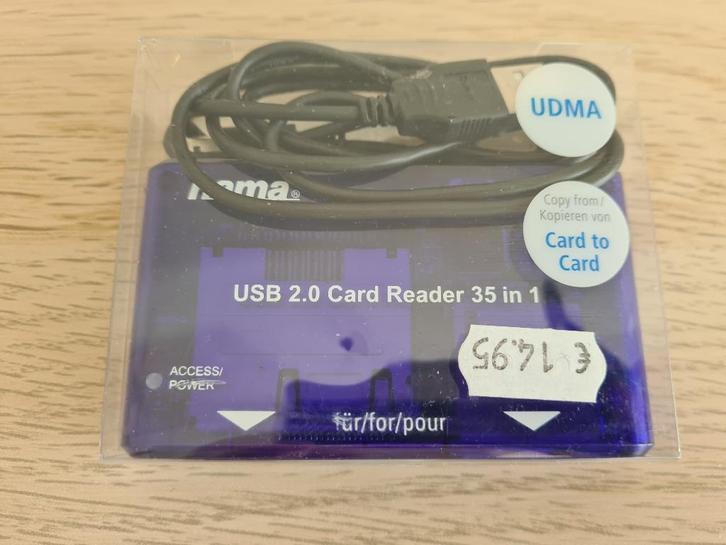 UDMA
hama®
Copy from/
Kopieren von
Card to
Card
USB 2.0 Card Reader 35 in 1
€ 14.95
ACCESS/
POWER
für/for/pour